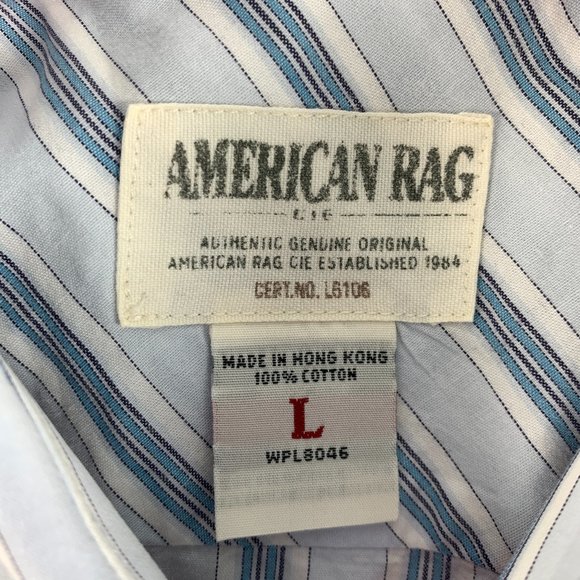 AMERICAN RAG
CIE
AUTHENTIC GENUINE ORIGINAL
AMERICAN RAG CIE ESTABLISHED 1984
CERT.NO. L6106
MADE IN HONG KONG
100% COTTON
L
WPL8046